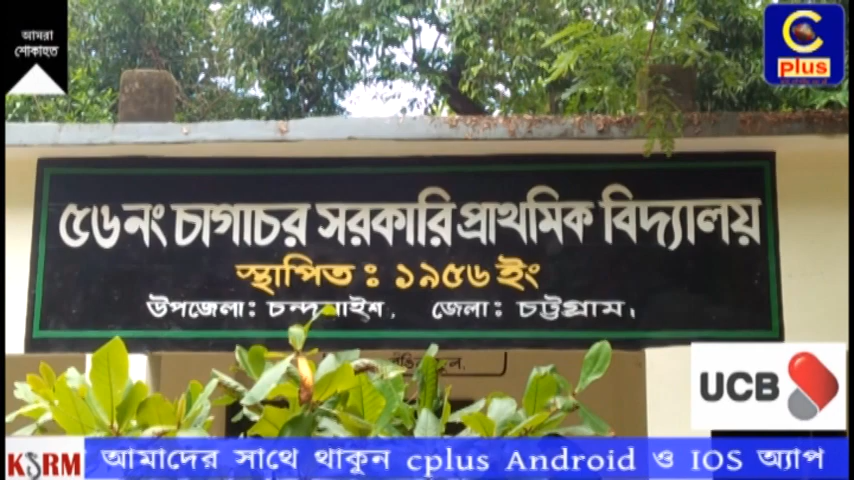 আমরা
শোকাহত
C
plus
৫৬নং চাগাচর সরকারি প্রাথমিক বিদ্যালয়
স্থাপিত : ১৯৫৬ ইং
উপজেলা : চন্দনাইশ, জেলা : চট্টগ্রাম।
UCB
KSRM আমাদের সাথে থাকুন cplus Android ও IOS অ্যাপ